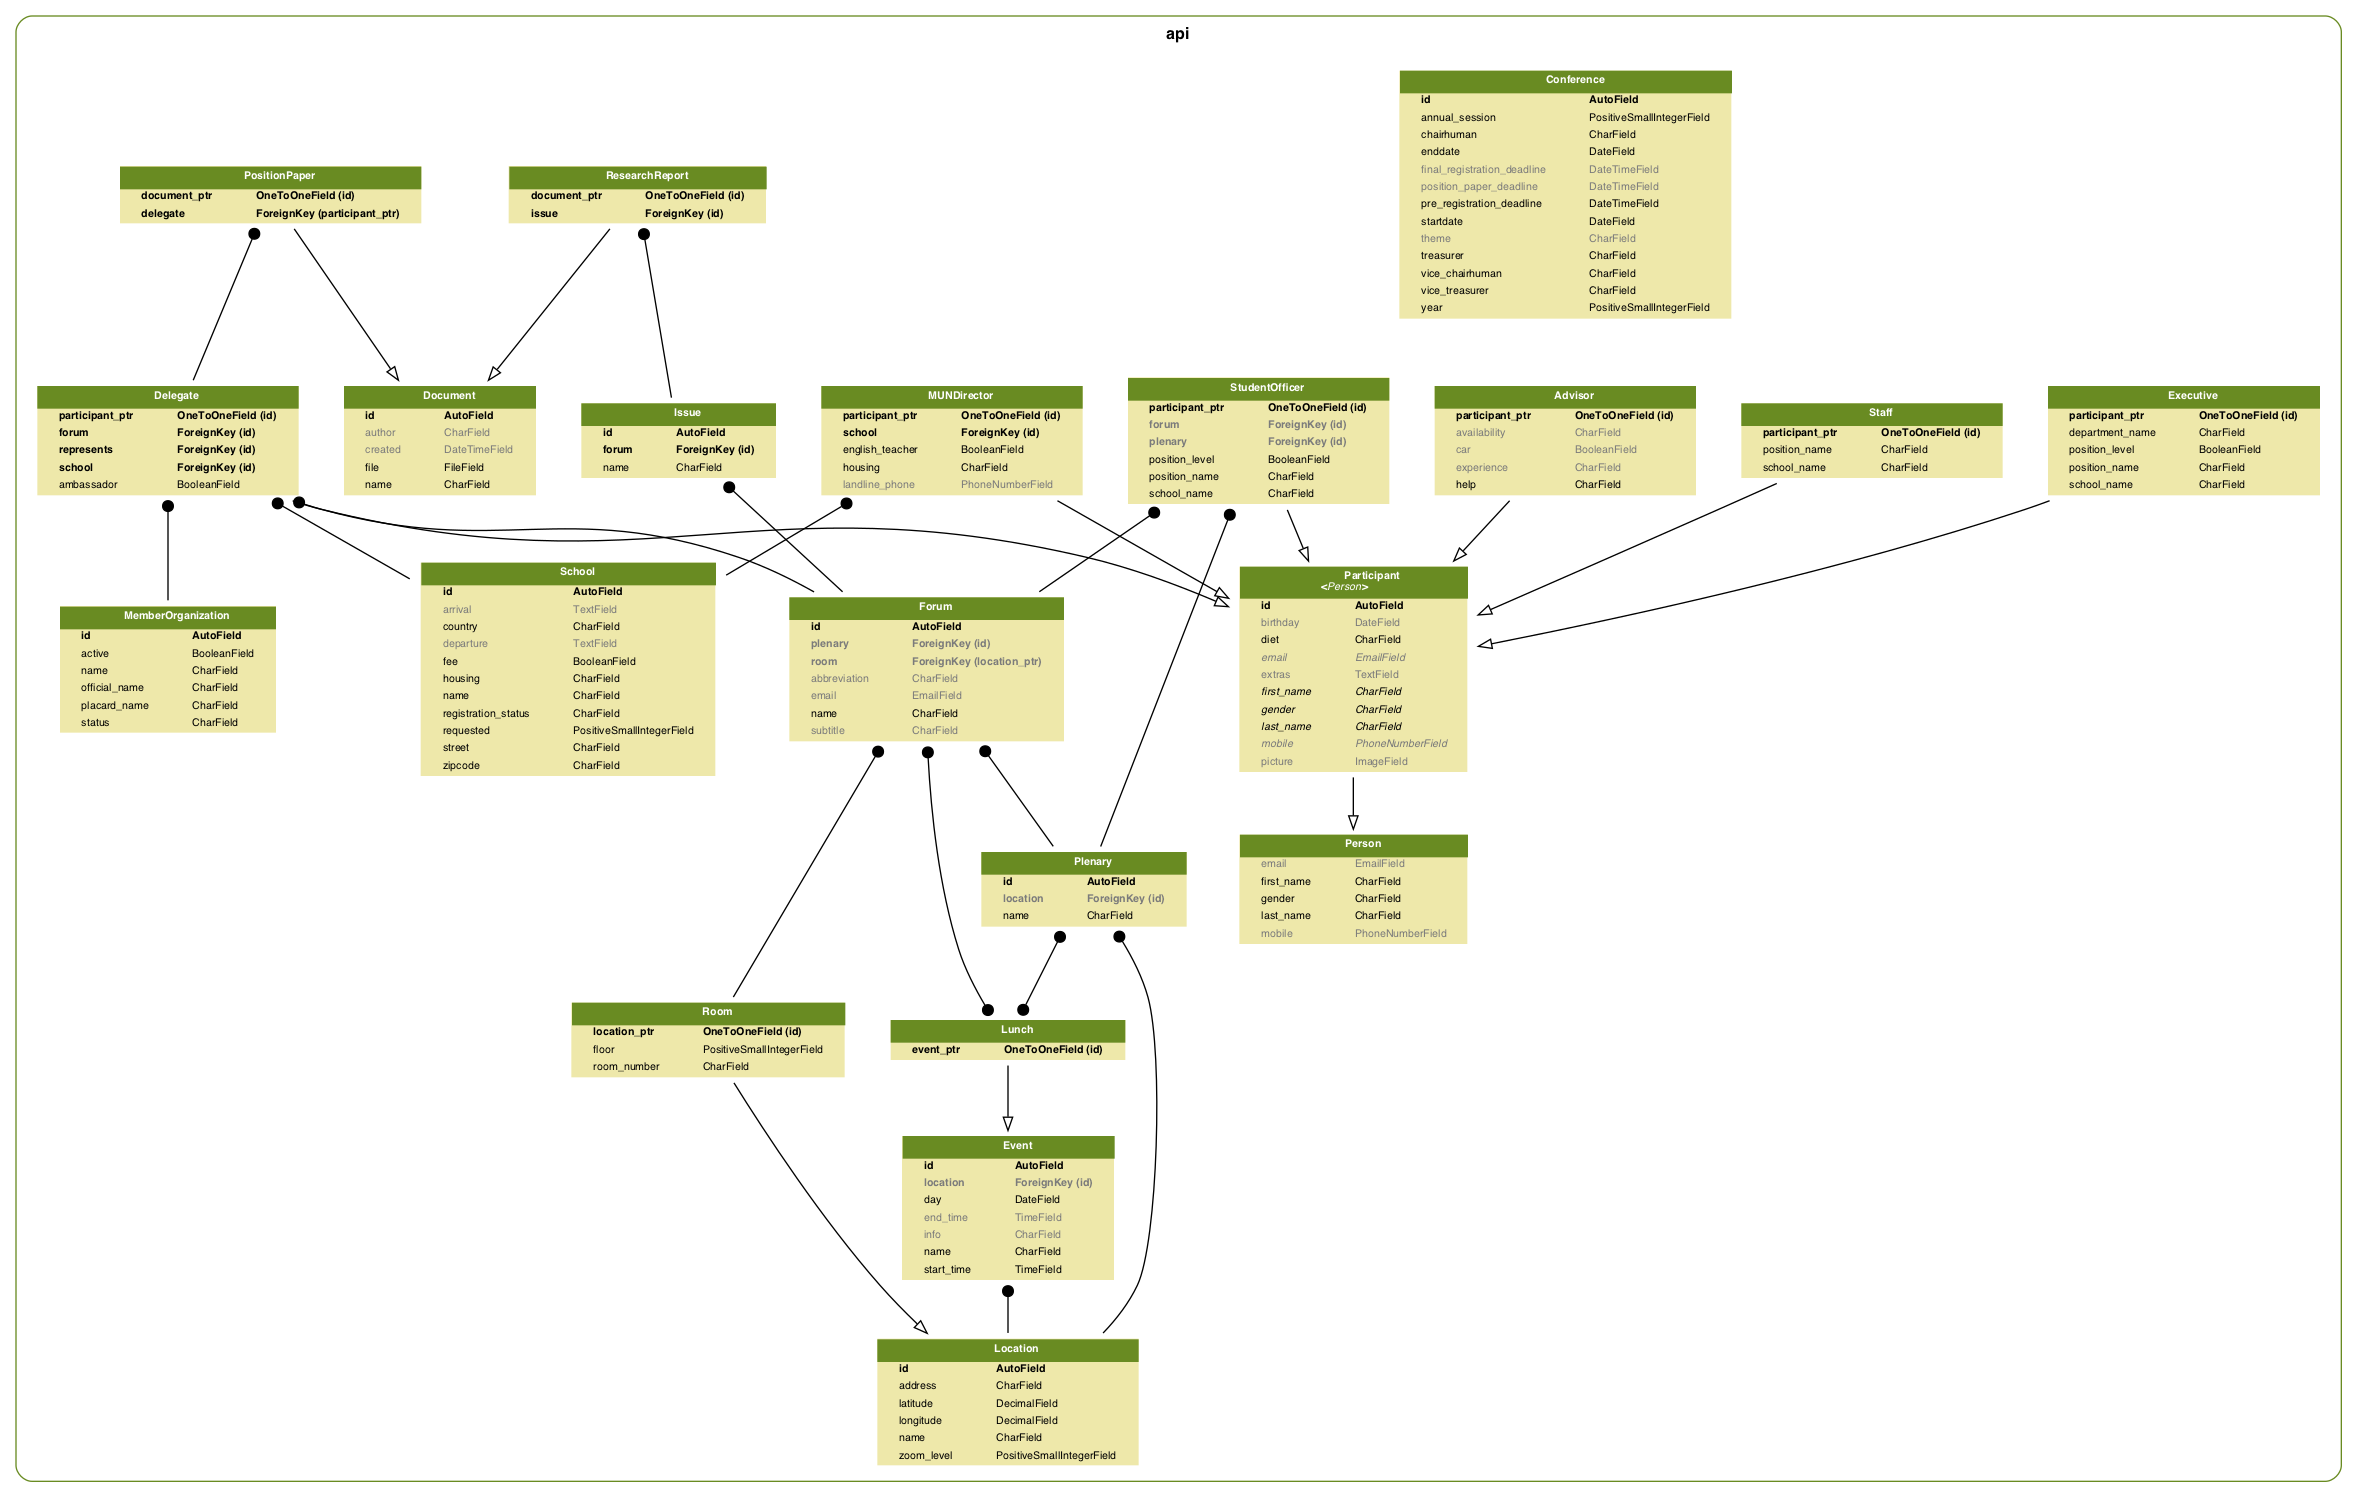 api
Conference
id AutoField
annual_session PositiveSmallIntegerField
chairhuman CharField
enddate DateField
final_registration_deadline DateTimeField
position_paper_deadline DateTimeField
pre_registration_deadline DateTimeField
startdate DateField
theme CharField
treasurer CharField
vice_chairhuman CharField
vice_treasurer CharField
year PositiveSmallIntegerField
PositionPaper
document_ptr OneToOneField (id)
delegate ForeignKey (participant_ptr)
ResearchReport
document_ptr OneToOneField (id)
issue ForeignKey (id)
Delegate
participant_ptr OneToOneField (id)
forum ForeignKey (id)
represents ForeignKey (id)
school ForeignKey (id)
ambassador BooleanField
Document
id AutoField
author CharField
created DateTimeField
file FileField
name CharField
Issue
id AutoField
forum ForeignKey (id)
name CharField
MUNDirector
participant_ptr OneToOneField (id)
school ForeignKey (id)
english_teacher BooleanField
housing CharField
landline_phone PhoneNumberField
StudentOfficer
participant_ptr OneToOneField (id)
forum ForeignKey (id)
plenary ForeignKey (id)
position_level BooleanField
position_name CharField
school_name CharField
Advisor
participant_ptr OneToOneField (id)
availability CharField
car BooleanField
experience CharField
help CharField
Staff
participant_ptr OneToOneField (id)
position_name CharField
school_name CharField
Executive
participant_ptr OneToOneField (id)
department_name CharField
position_level BooleanField
position_name CharField
school_name CharField
MemberOrganization
id AutoField
active BooleanField
name CharField
official_name CharField
placard_name CharField
status CharField
School
id AutoField
arrival TextField
country CharField
departure TextField
fee BooleanField
housing CharField
name CharField
registration_status CharField
requested PositiveSmallIntegerField
street CharField
zipcode CharField
Forum
id AutoField
plenary ForeignKey (id)
room ForeignKey (location_ptr)
abbreviation CharField
email EmailField
name CharField
subtitle CharField
Participant
<Person>
id AutoField
birthday DateField
diet CharField
email EmailField
extras TextField
first_name CharField
gender CharField
last_name CharField
mobile PhoneNumberField
picture ImageField
Person
email EmailField
first_name CharField
gender CharField
last_name CharField
mobile PhoneNumberField
Plenary
id AutoField
location ForeignKey (id)
name CharField
Room
location_ptr OneToOneField (id)
floor PositiveSmallIntegerField
room_number CharField
Lunch
event_ptr OneToOneField (id)
Event
id AutoField
location ForeignKey (id)
day DateField
end_time TimeField
info CharField
name CharField
start_time TimeField
Location
id AutoField
address CharField
latitude DecimalField
longitude DecimalField
name CharField
zoom_level PositiveSmallIntegerField